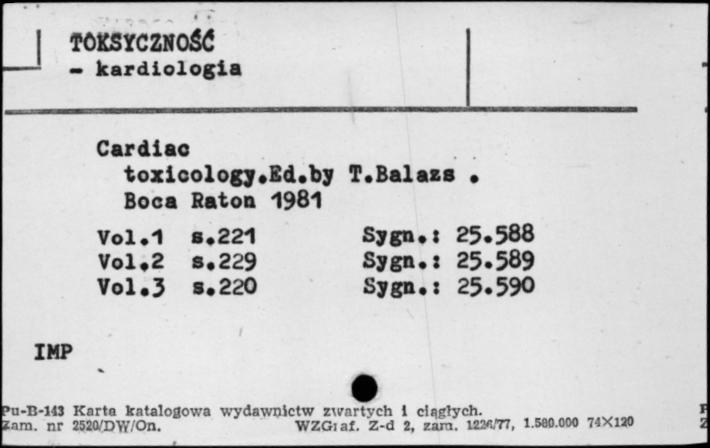 TOKSYCZNOŚĆ
- kardiologia
Cardiac
toxicology.Ed.by T.Balazs .
Boca Raton 1981
Vol.1 s.221 Sygn.: 25.588
Vol.2 s.229 Sygn.: 25.589
Vol.3 s.220 Sygn.: 25.590
IMP
Pu-B-143 Karta katalogowa wydawnictw zwartych i ciągłych.
Zam. nr 2520/DW/On. WZGraf. Z-d 2, zam. 1226/77, 1.500.000 74X120